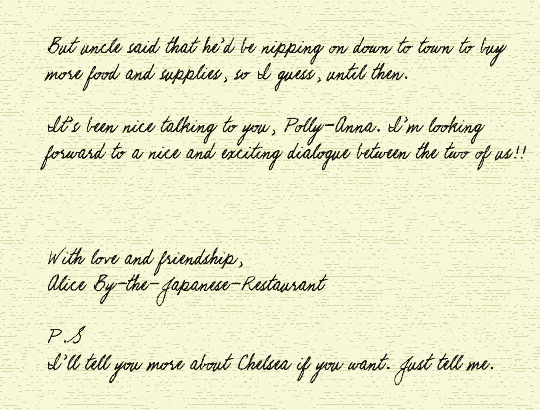 But uncle said that he'd be nipping on down to town to buy
more food and supplies, so I guess, until then.
It's been nice talking to you, Polly-Anna. I'm looking
forward to a nice and exciting dialogue between the two of us!!
With love and friendship,
Alice By-the-Japanese-Restaurant
P.S
I'll tell you more about Chelsea if you want. Just tell me.